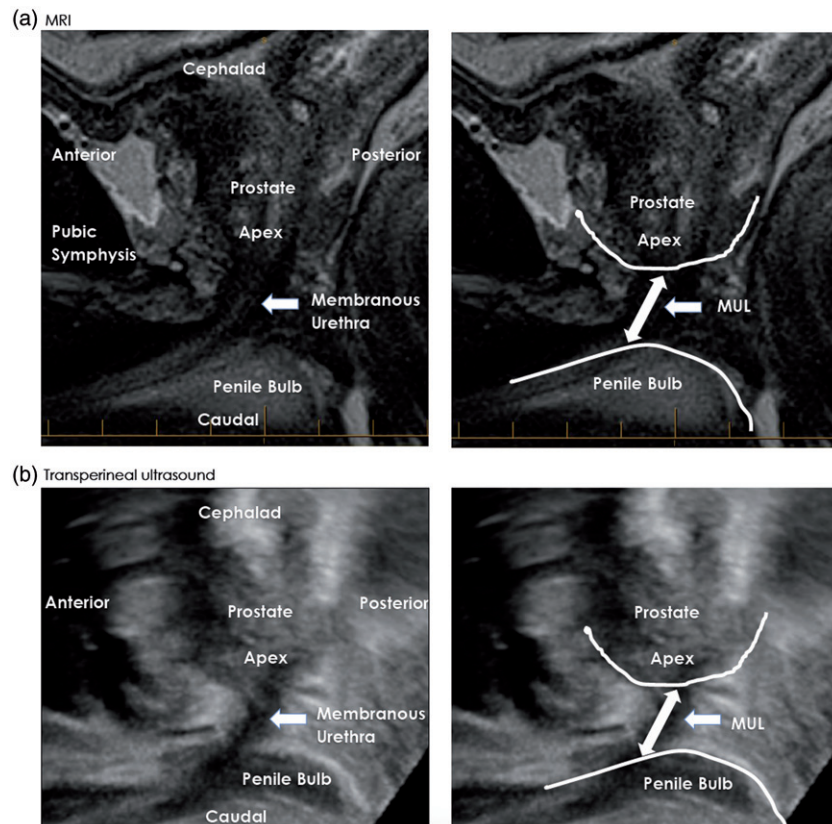 (a) MRI
Cephalad
Anterior
Posterior
Prostate
Pubic
Symphysis
Apex
Membranous
Urethra
Penile Bulb
Caudal
Prostate
Apex
MUL
Penile Bulb
(b) Transperineal ultrasound
Cephalad
Anterior
Prostate
Posterior
Apex
Membranous
Urethra
Penile Bulb
Caudal
Prostate
Apex
MUL
Penile Bulb